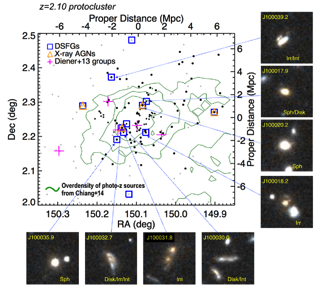 z=2.10 protocluster
Proper Distance (Mpc)
-6 -4 -2 0 2 4 6
DSFGs
X-ray AGNs
Diener+13 groups
Overdensity of photo-z sources
from Chiang+14
2.5
2.4
2.3
2.2
2.1
2.0
Dec (deg)
6
4
2
0
-2
-4
-6
Proper Distance (Mpc)
150.3 150.2 150.1 150.0 149.9
RA (deg)
J100039.2
Irr/Int
J100017.9
Sph/Disk
Sph
J100018.2
Irr
J100035.9
Sph
J100032.7
Disk/Irr/Int
J100031.8
Int
Disk/Int